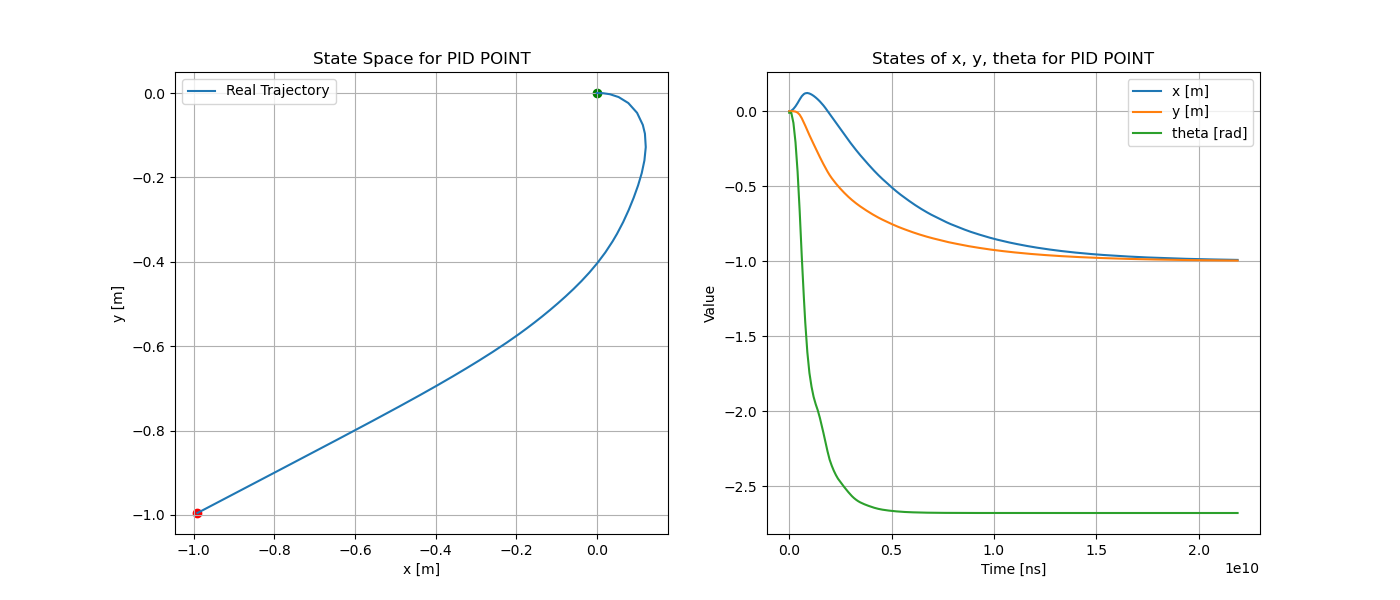 State Space for PID POINT
Real Trajectory
0.0
−0.2
−0.4
−0.6
−0.8
−1.0
y [m]
−1.0
−0.8
−0.6
−0.4
−0.2
0.0
x [m]
States of x, y, theta for PID POINT
x [m]
y [m]
theta [rad]
0.0
−0.5
−1.0
−1.5
−2.0
−2.5
Value
0.0
0.5
1.0
1.5
2.0
1e10
Time [ns]